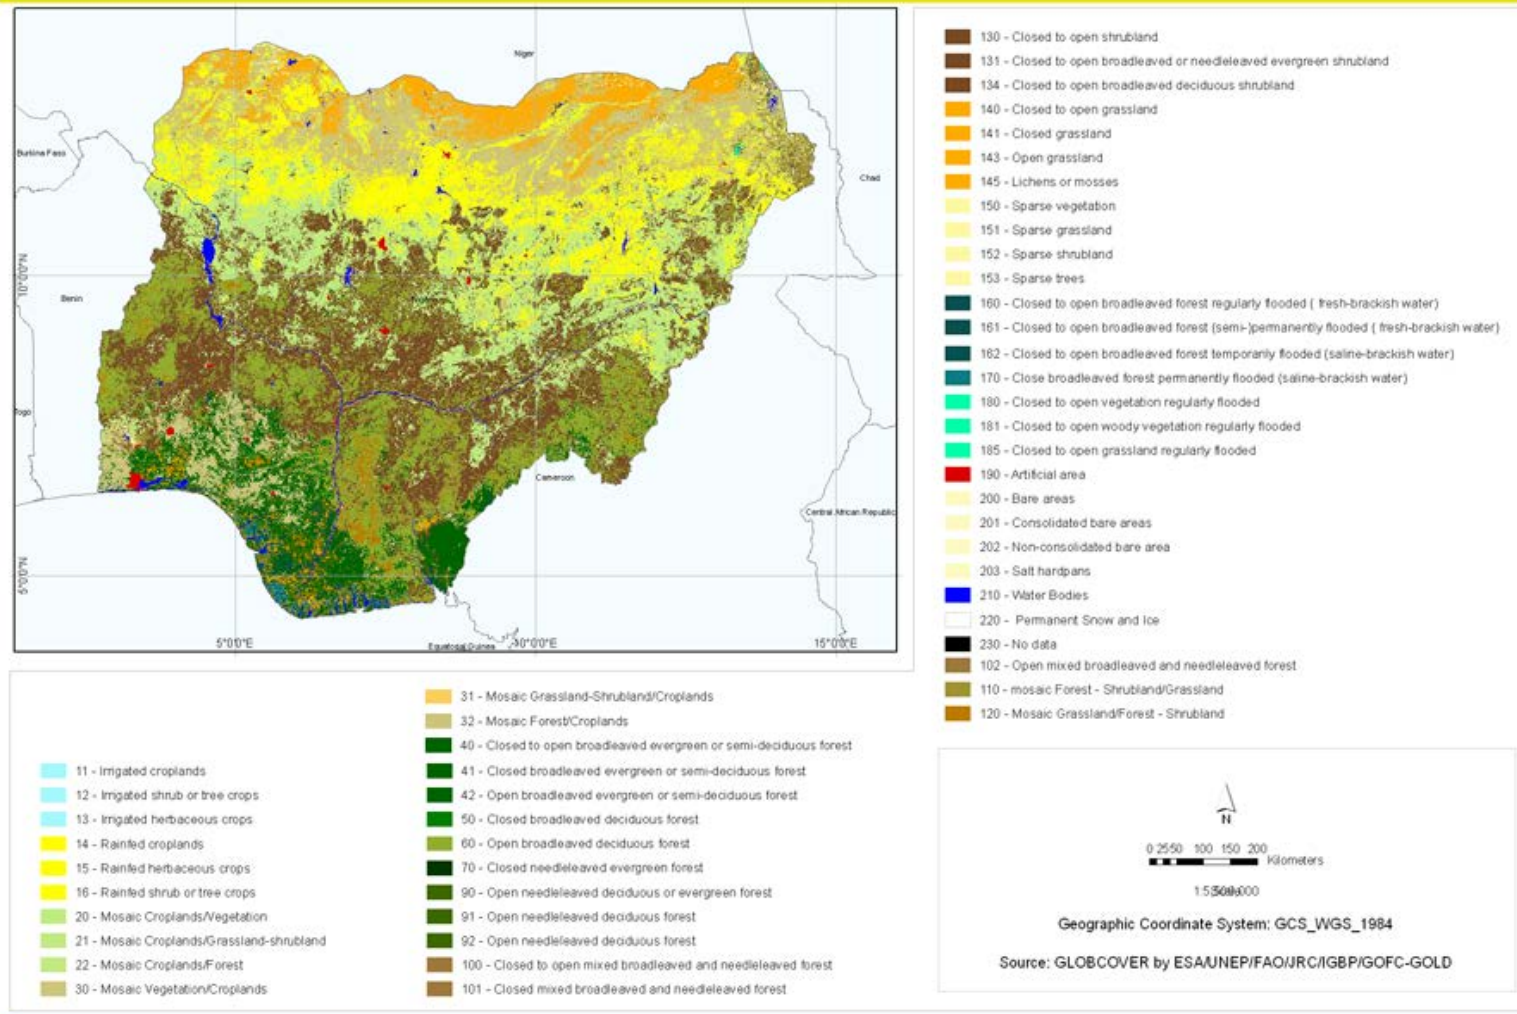 Niger
Burkina Faso
Chad
10°0'0"N
Benin
Togo
Cameroon
Central African Republic
5°0'0"N
5°0'0"E
10°0'0"E
15°0'0"E
Equatorial Guinea
130 - Closed to open shrubland
131 - Closed to open broadleaved or needleleaved evergreen shrubland
134 - Closed to open broadleaved deciduous shrubland
140 - Closed to open grassland
141 - Closed grassland
143 - Open grassland
145 - Lichens or mosses
150 - Sparse vegetation
151 - Sparse grassland
152 - Sparse shrubland
153 - Sparse trees
160 - Closed to open broadleaved forest regularly flooded ( fresh-brackish water)
161 - Closed to open broadleaved forest (semi-)permanently flooded ( fresh-brackish water)
162 - Closed to open broadleaved forest temporarily flooded (saline-brackish water)
170 - Close broadleaved forest permanently flooded (saline-brackish water)
180 - Closed to open vegetation regularly flooded
181 - Closed to open woody vegetation regularly flooded
185 - Closed to open grassland regularly flooded
190 - Artificial area
200 - Bare areas
201 - Consolidated bare areas
202 - Non-consolidated bare area
203 - Salt hardpans
210 - Water Bodies
220 - Permanent Snow and Ice
230 - No data
102 - Open mixed broadleaved and needleleaved forest
110 - mosaic Forest - Shrubland/Grassland
120 - Mosaic Grassland/Forest - Shrubland
11 - Irrigated croplands
12 - Irrigated shrub or tree crops
13 - Irrigated herbaceous crops
14 - Rainfed croplands
15 - Rainfed herbaceous crops
16 - Rainfed shrub or tree crops
20 - Mosaic Croplands/Vegetation
21 - Mosaic Croplands/Grassland-shrubland
22 - Mosaic Croplands/Forest
30 - Mosaic Vegetation/Croplands
31 - Mosaic Grassland-Shrubland/Croplands
32 - Mosaic Forest/Croplands
40 - Closed to open broadleaved evergreen or semi-deciduous forest
41 - Closed broadleaved evergreen or semi-deciduous forest
42 - Open broadleaved evergreen or semi-deciduous forest
50 - Closed broadleaved deciduous forest
60 - Open broadleaved deciduous forest
70 - Closed needleleaved evergreen forest
90 - Open needleleaved deciduous or evergreen forest
91 - Open needleleaved deciduous forest
92 - Open needleleaved deciduous forest
100 - Closed to open mixed broadleaved and needleleaved forest
101 - Closed mixed broadleaved and needleleaved forest
N
0 25 50 100 150 200
Kilometers
Geographic Coordinate System: GCS_WGS_1984
Source: GLOBCOVER by ESA/UNEP/FAO/JRC/IGBP/GOFC-GOLD